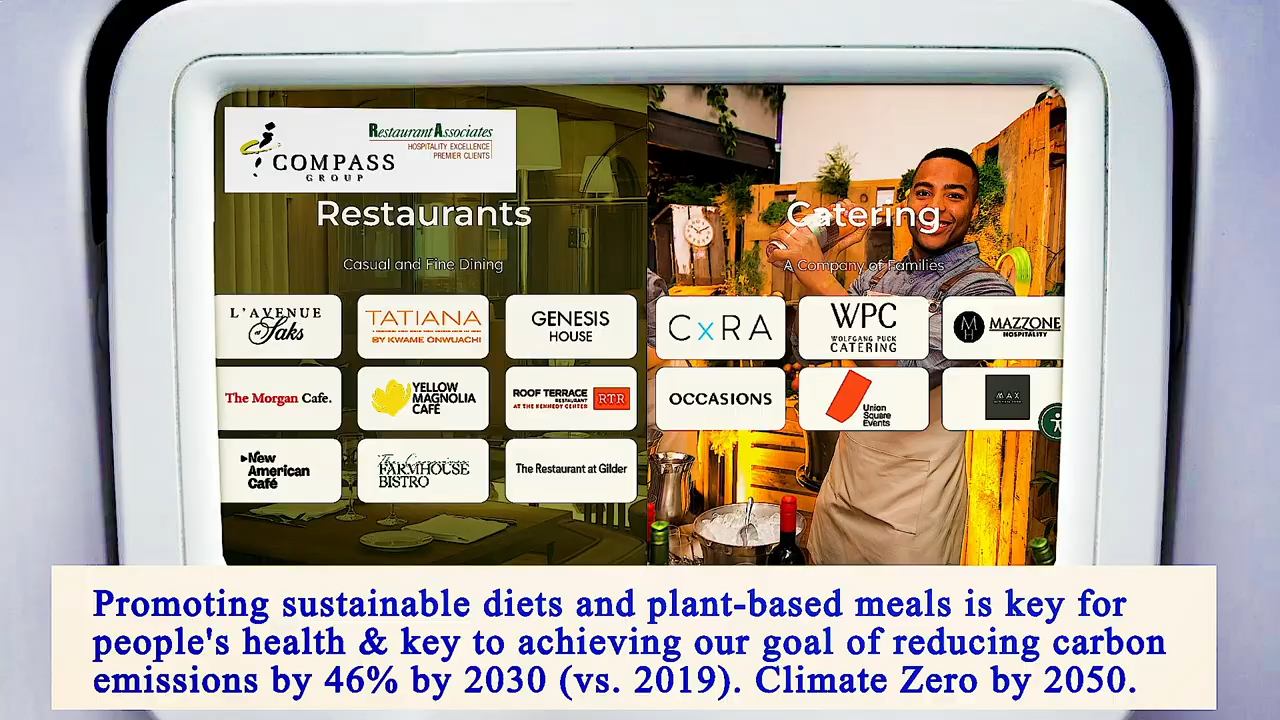 COMPASS
GROUP
Restaurant Associates
HOSPITALITY EXCELLENCE
PREMIER CLIENTS
Restaurants
Casual and Fine Dining
L'AVENUE
at Saks
TATIANA
BY KWAME ONWUACHI
GENESIS
HOUSE
The Morgan Cafe.
YELLOW
MAGNOLIA
CAFÉ
ROOF TERRACE
RESTAURANT
AT THE KENNEDY CENTER
RTR
New
American
Café
FARMHOUSE
BISTRO
The Restaurant at Gilder
Catering
A Company of Families
CxRA
WPC
WOLFGANG PUCK
CATERING
MH
MAZZONE
HOSPITALITY
OCCASIONS
Union
Square
Events
MAX
Promoting sustainable diets and plant-based meals is key for
people's health & key to achieving our goal of reducing carbon
emissions by 46% by 2030 (vs. 2019). Climate Zero by 2050.